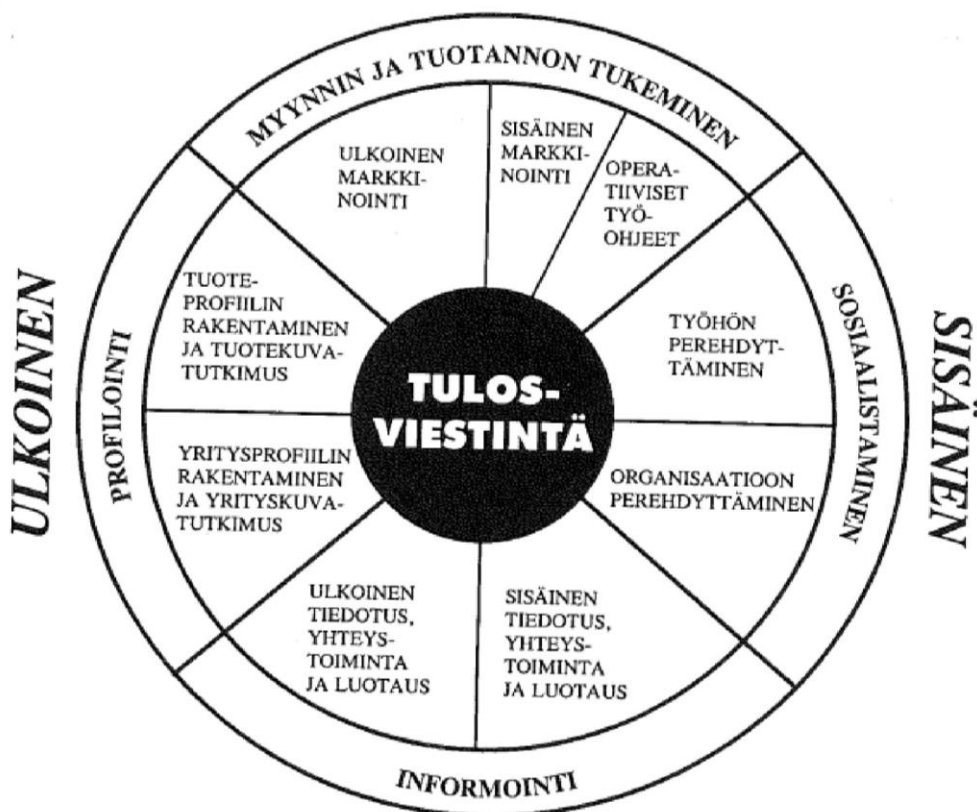 MYYNNIN JA TUOTANNON TUKEMINEN
ULKOINEN
MARKKI-
NOINTI
SISÄINEN
MARKKI-
NOINTI
OPERA-
TIIVISET
TYÖ-
OHJEET
TUOTE-
PROFIILIN
RAKENTAMINEN
JA TUOTEKUVA-
TUTKIMUS
TYÖHÖN
PEREHDYT-
TÄMINEN
ULKOINEN
PROFILOINTI
TULOS-
VIESTINTÄ
SOSIAALISTAMINEN
SISÄINEN
YRITYSPROFIILIN
RAKENTAMINEN
JA YRITYSKUVA-
TUTKIMUS
ORGANISAATIOON
PEREHDYTTÄMINEN
ULKOINEN
TIEDOTUS,
YHTEYS-
TOIMINTA
JA LUOTAUS
SISÄINEN
TIEDOTUS,
YHTEYS-
TOIMINTA
JA LUOTAUS
INFORMOINTI